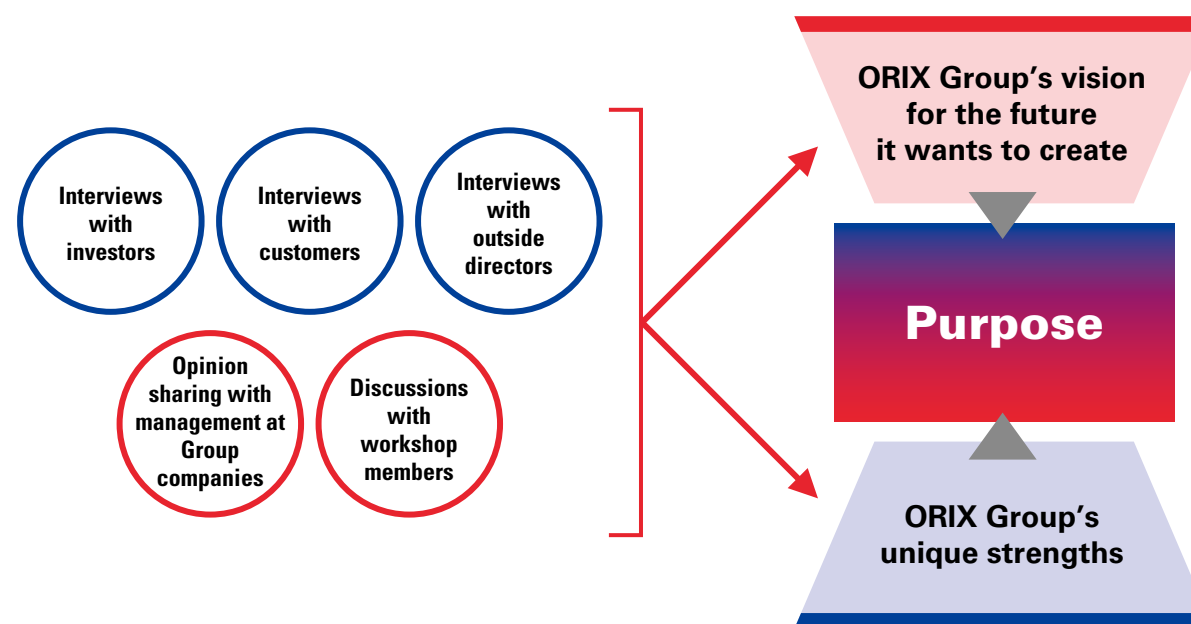 Interviews
with
investors
Interviews
with
customers
Interviews
with
outside
directors
Opinion
sharing with
management at
Group
companies
Discussions
with
workshop
members
ORIX Group’s vision
for the future
it wants to create
Purpose
ORIX Group’s
unique strengths